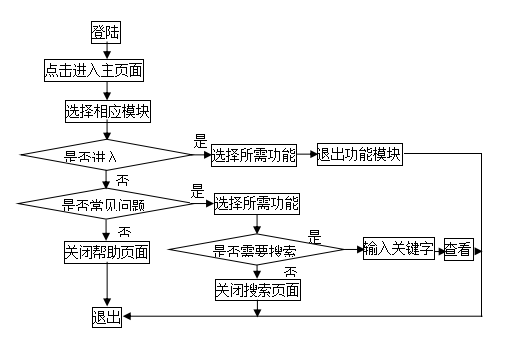 登陆
点击进入主页面
选择相应模块
是
是否进入
选择所需功能
退出功能模块
否
是
是否常见问题
选择所需功能
否
是
关闭帮助页面
是否需要搜索
输入关键字
查看
否
关闭搜索页面
退出